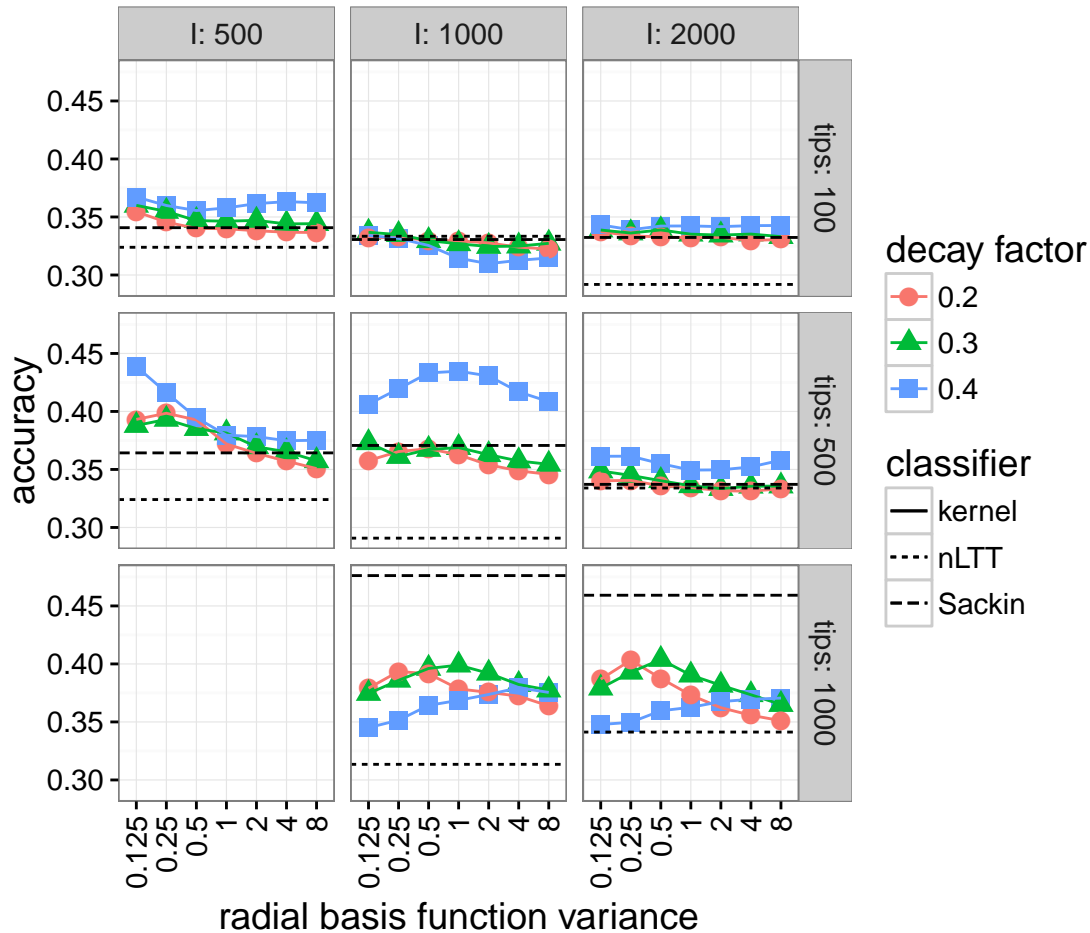 I: 500
I: 1000
I: 2000
0.45
0.40
0.35
0.30
tips: 100
0.45
0.40
0.35
0.30
tips: 500
0.45
0.40
0.35
0.30
tips: 1000
accuracy
0.125
0.25
0.5
1
2
4
8
0.125
0.25
0.5
1
2
4
8
0.125
0.25
0.5
1
2
4
8
radial basis function variance
decay factor
0.2
0.3
0.4
classifier
kernel
nLTT
Sackin